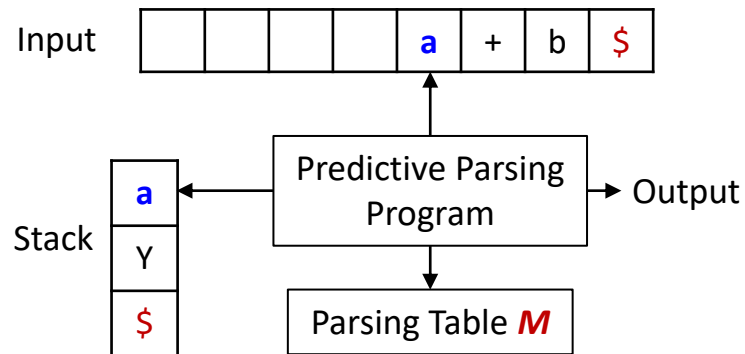 Input a + b $
Predictive Parsing
Program
Output
Stack
a
Y
$
Parsing Table M